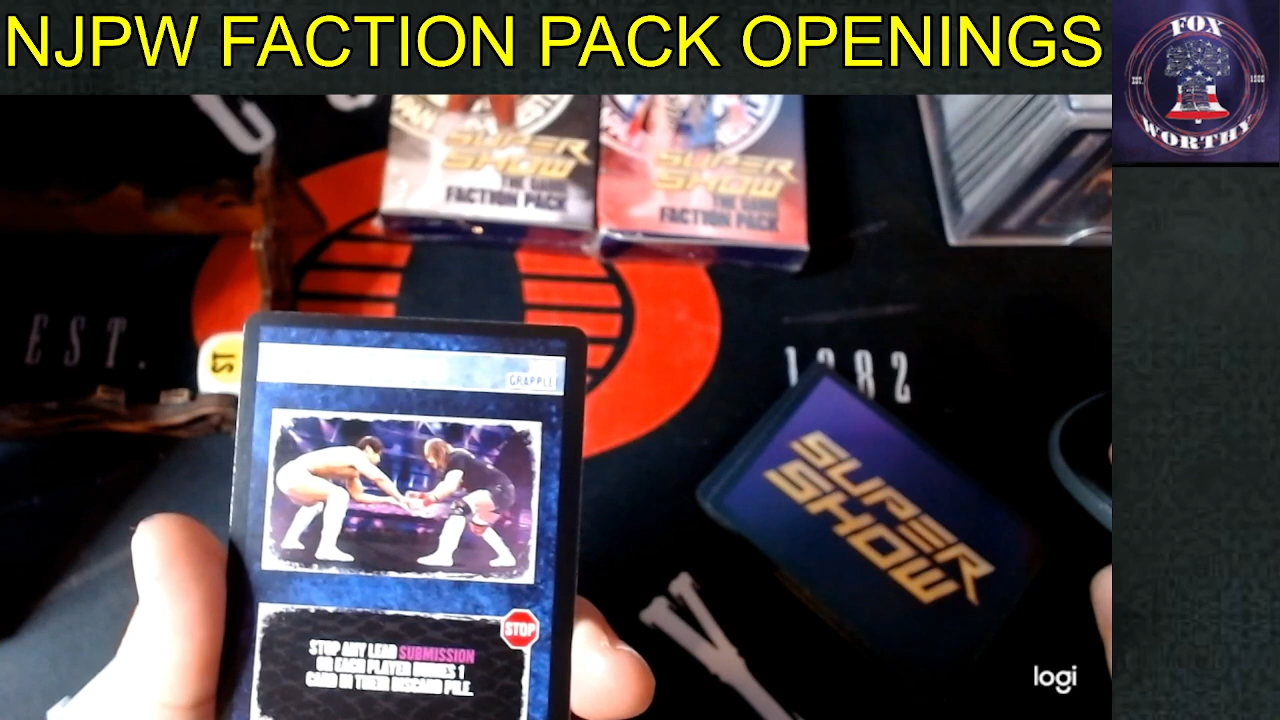 NJPW FACTION PACK OPENINGS
FOX
WORTHY
EST.
SUPER
SHOW
THE GAME
FACTION PACK
SUPER
SHOW
THE GAME
FACTION PACK
EST.
1982
ST
GRAPPLE
STOP
STOP ANY LEAD SUBMISSION
OR EACH PLAYER BURIES 1
CARD IN THEIR DISCARD PILE.
SUPER
SHOW
logi